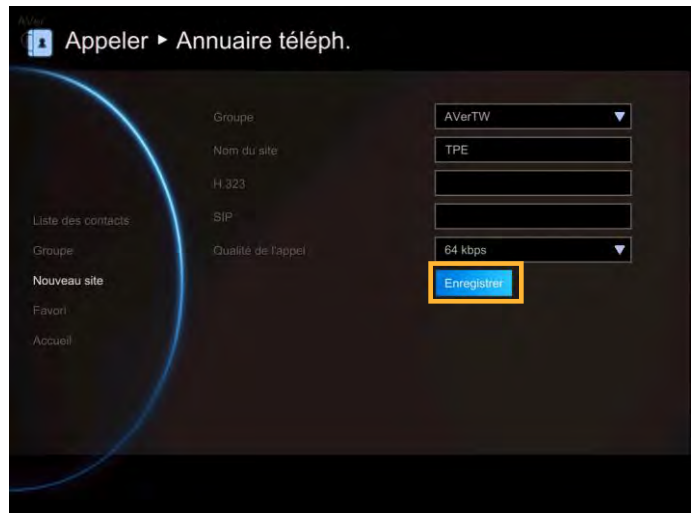 AVer
Appeler ► Annuaire téléph.
Groupe
AVerTW
Nom du site
TPE
H.323
SIP
Qualité de l'appel
64 kbps
Enregistrer
Liste des contacts
Groupe
Nouveau site
Favori
Accueil